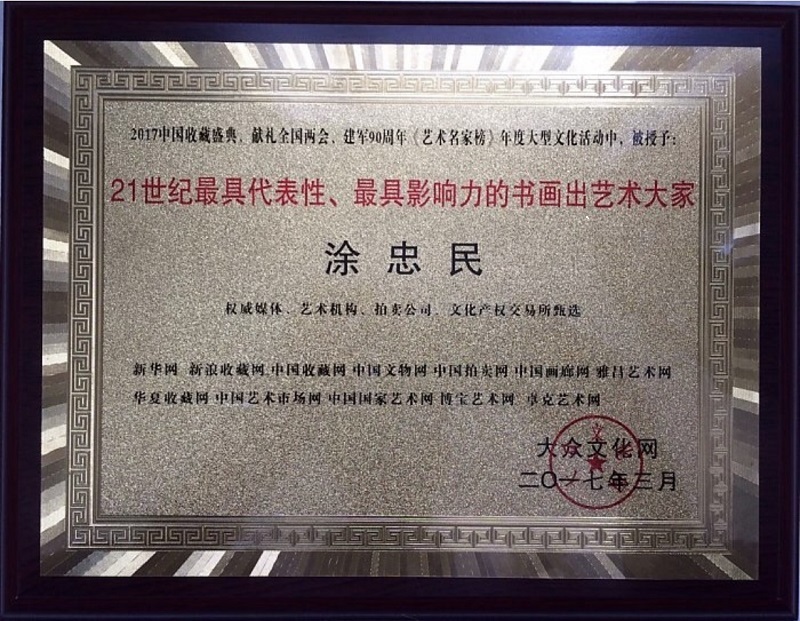 2017中国收藏盛典、献礼全国两会、建军90周年《艺术名家榜》年度大型文化活动中，被授予：
21世纪最具代表性、最具影响力的书画出艺术大家
涂忠民
权威媒体、艺术机构、拍卖公司、文化产权交易所甄选
新华网 新浪收藏网 中国收藏网 中国文物网 中国拍卖网 中国画廊网 雅昌艺术网
华夏收藏网 中国艺术市场网 中国国家艺术网 博宝艺术网 卓克艺术网
大众文化网
二〇一七年三月